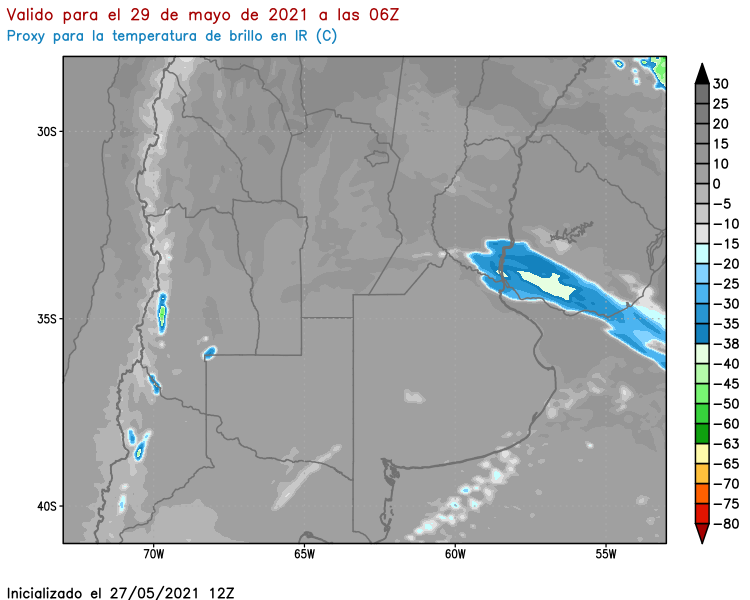 Valido para el 29 de mayo de 2021 a las 06Z
Proxy para la temperatura de brillo en IR (C)
30S
35S
40S
70W
65W
60W
55W
30
25
20
15
10
0
−5
−10
−15
−20
−25
−30
−35
−38
−40
−45
−50
−60
−63
−65
−70
−75
−80
Inicializado el 27/05/2021 12Z